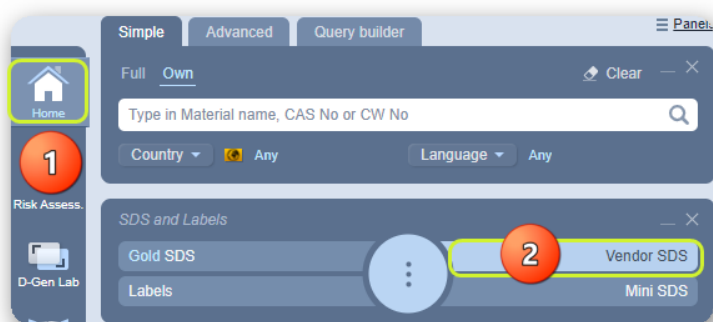 Simple Advanced Query builder Panels
Full Own Clear
Home
Type in Material name, CAS No or CW No
Country Any Language Any
1
Risk Assess.
SDS and Labels
Gold SDS 2 Vendor SDS
D-Gen Lab
Labels Mini SDS